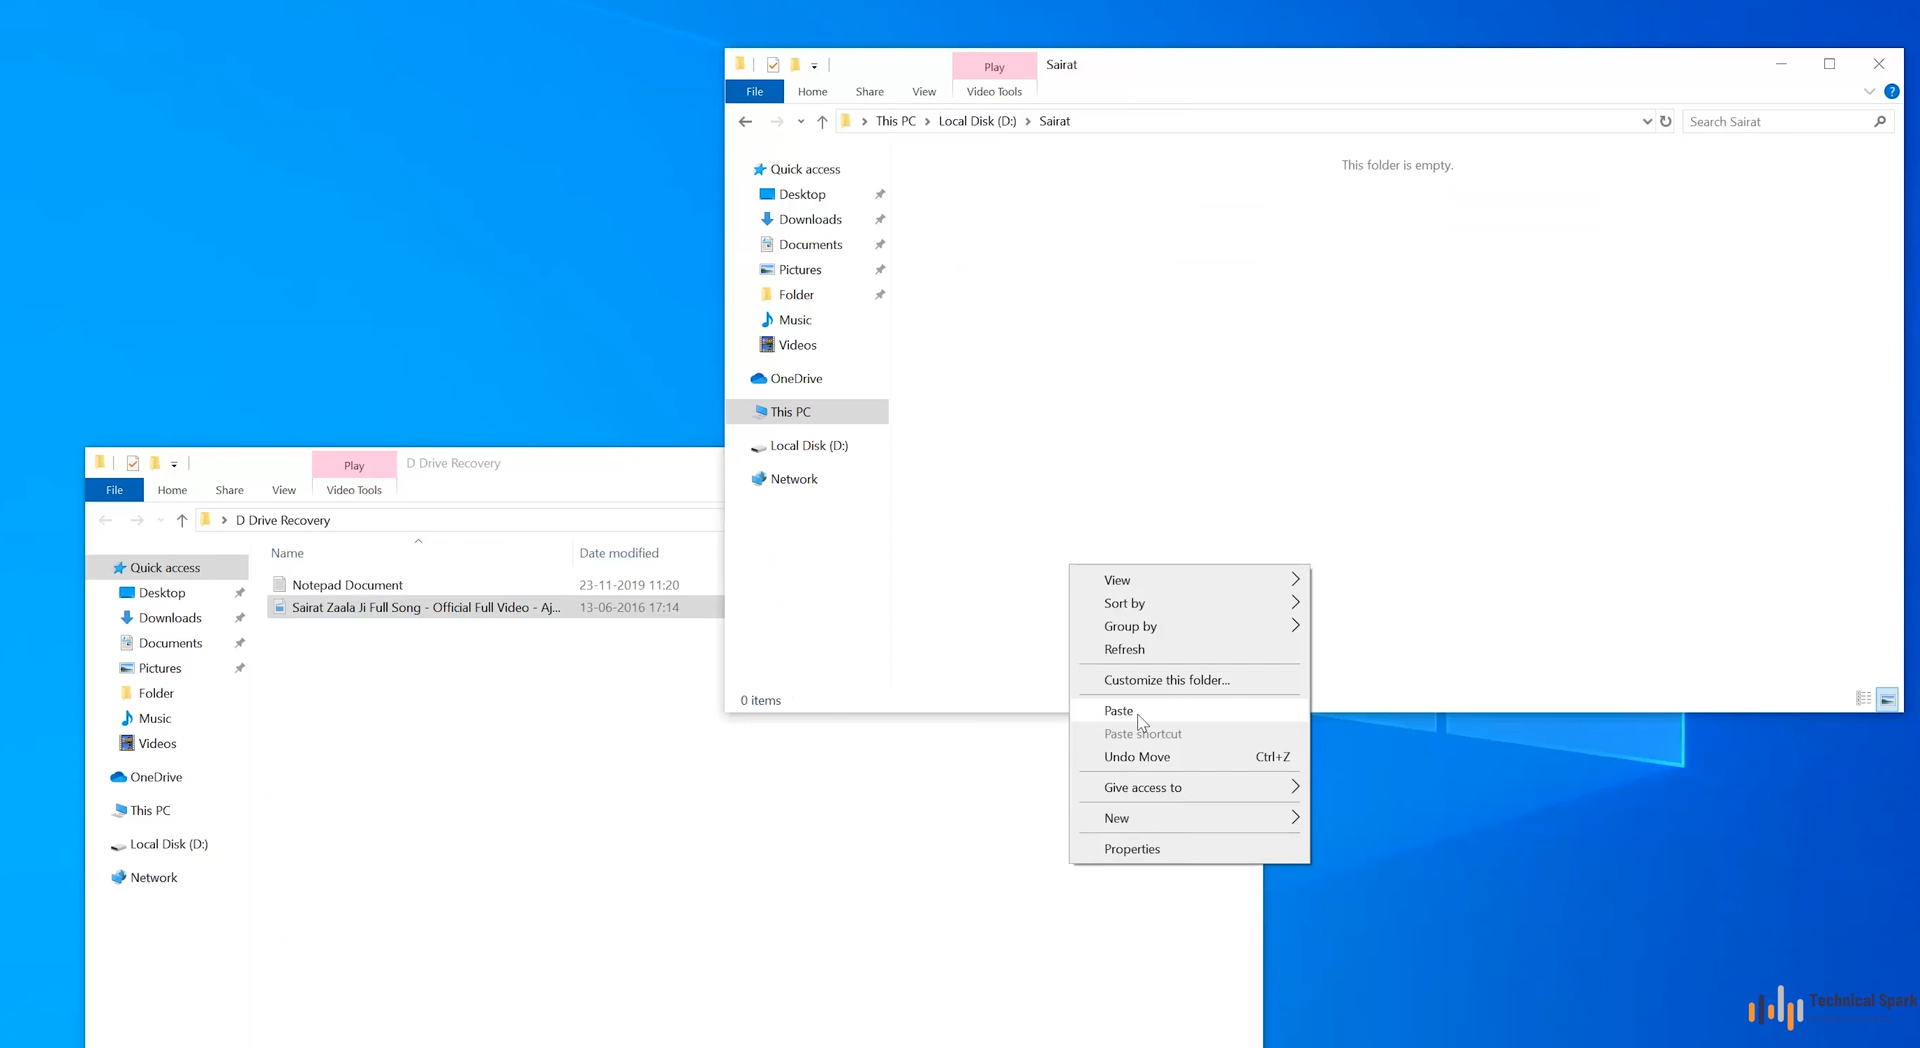 Play
Sairat
File
Home
Share
View
Video Tools
This PC
Local Disk (D:)
Sairat
Search Sairat
Quick access
Desktop
Downloads
Documents
Pictures
Folder
Music
Videos
OneDrive
This PC
Local Disk (D:)
Network
This folder is empty.
0 items
Play
D Drive Recovery
File
Home
Share
View
Video Tools
D Drive Recovery
Quick access
Desktop
Downloads
Documents
Pictures
Folder
Music
Videos
OneDrive
This PC
Local Disk (D:)
Network
Name
Date modified
Notepad Document
23-11-2019 11:20
Sairat Zaala Ji Full Song - Official Full Video - Aj...
13-06-2016 17:14
View
Sort by
Group by
Refresh
Customize this folder...
Paste
Paste shortcut
Undo Move
Ctrl+Z
Give access to
New
Properties
Technical Spark